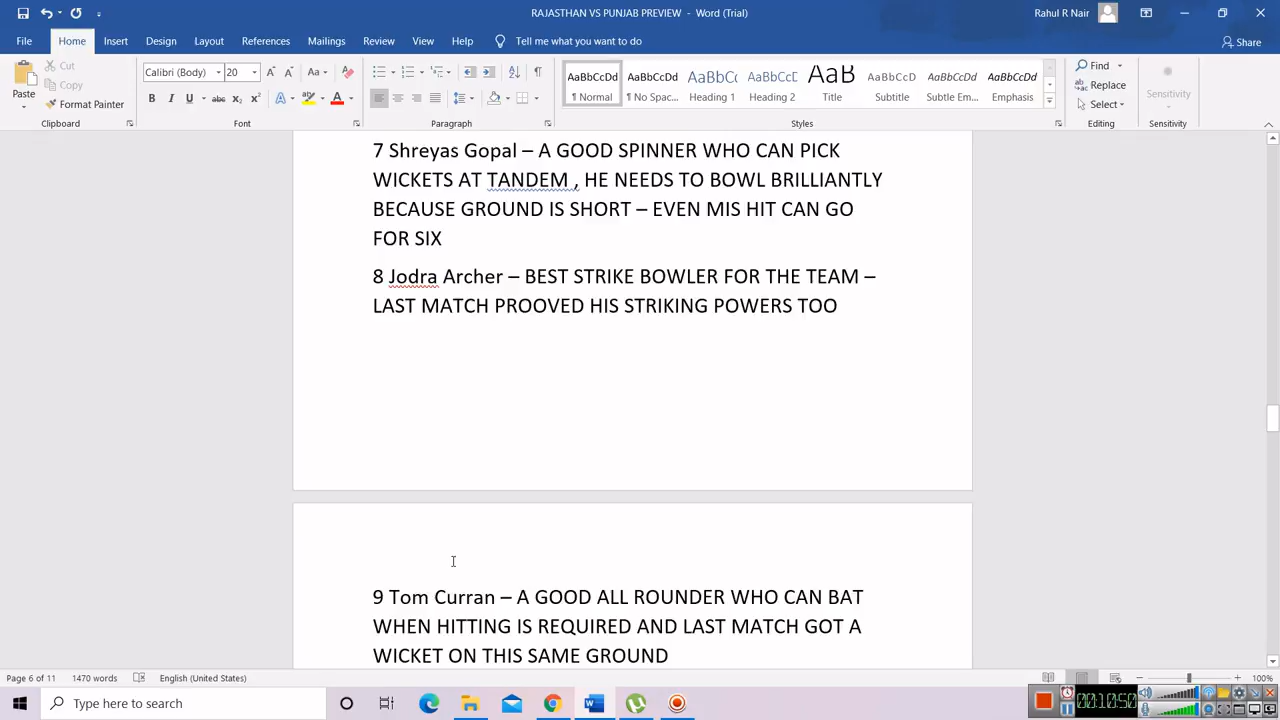 RAJASTHAN VS PUNJAB PREVIEW - Word (Trial)
Rahul R Nair
File Home Insert Design Layout References Mailings Review View Help Tell me what you want to do Share
Paste
Cut
Copy
Format Painter
Clipboard
Calibri (Body) 20
Font
Paragraph
AaBbCcDd AaBbCcDd AaBbC AaBbCcC AaB AaBbCcD AaBbCcDd AaBbCcDd
¶ Normal ¶ No Spac... Heading 1 Heading 2 Title Subtitle Subtle Em... Emphasis
Styles
Find
Replace
Select
Editing
Sensitivity
Sensitivity
7 Shreyas Gopal – A GOOD SPINNER WHO CAN PICK
WICKETS AT TANDEM , HE NEEDS TO BOWL BRILLIANTLY
BECAUSE GROUND IS SHORT – EVEN MIS HIT CAN GO
FOR SIX
8 Jodra Archer – BEST STRIKE BOWLER FOR THE TEAM –
LAST MATCH PROOVED HIS STRIKING POWERS TOO
9 Tom Curran – A GOOD ALL ROUNDER WHO CAN BAT
WHEN HITTING IS REQUIRED AND LAST MATCH GOT A
WICKET ON THIS SAME GROUND
Page 6 of 11 1470 words English (United States) 100%
Type here to search
00:10:50